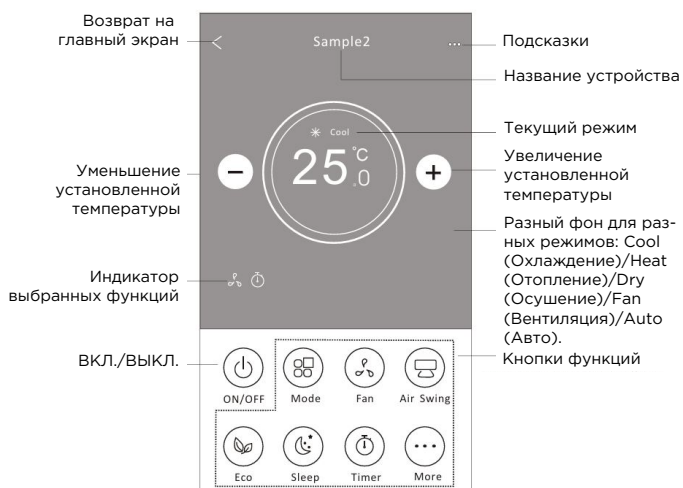 Возврат на
главный экран
Sample2
...
Подсказки
Название устройства
Cool
Текущий режим
25.0 °C
Уменьшение
установленной
температуры
Увеличение
установленной
температуры
Разный фон для раз-
ных режимов: Cool
(Охлаждение)/Heat
(Отопление)/Dry
(Осушение)/Fan
(Вентиляция)/Auto
(Авто).
Индикатор
выбранных функций
ВКЛ./ВЫКЛ.
Кнопки функций
ON/OFF Mode Fan Air Swing
Eco Sleep Timer More